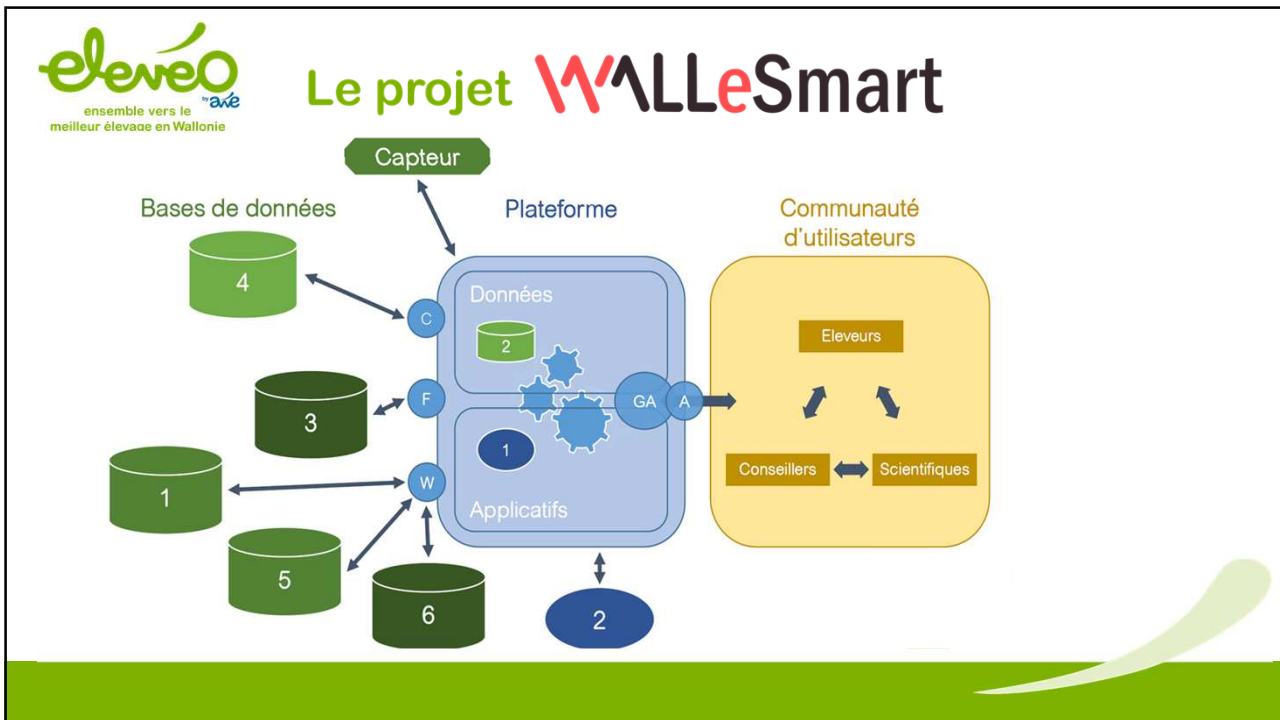 elevéo
by awé
ensemble vers le
meilleur élevage en Wallonie
Le projet WALLeSmart
Capteur
Bases de données
Plateforme
Communauté
d'utilisateurs
4
C
Données
2
Eleveurs
3
F
GA
A
1
1
W
Conseillers
Scientifiques
Applicatifs
5
6
2